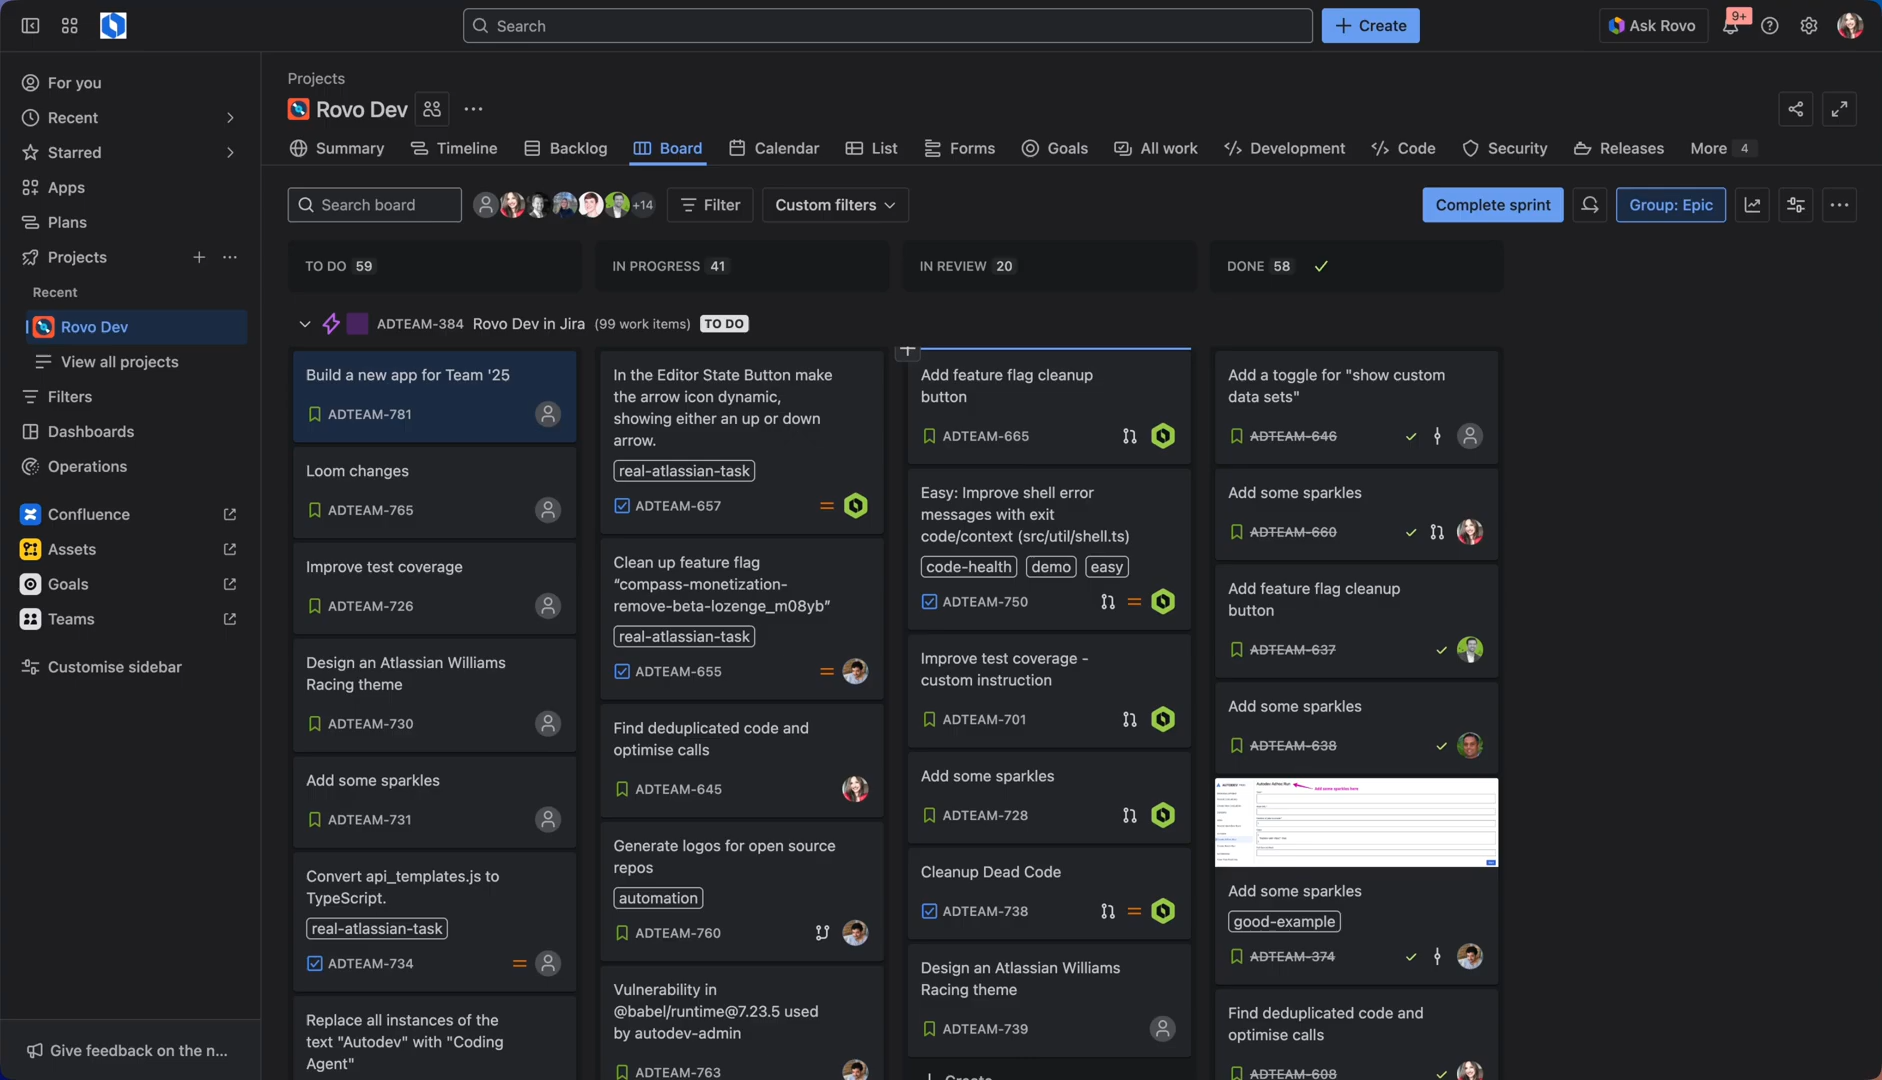 Search
Create
Ask Rovo
9+
For you
Recent
Starred
Apps
Plans
Projects
Recent
Rovo Dev
View all projects
Filters
Dashboards
Operations
Confluence
Assets
Goals
Teams
Customise sidebar
Give feedback on the n...
Projects
Rovo Dev
Summary
Timeline
Backlog
Board
Calendar
List
Forms
Goals
All work
Development
Code
Security
Releases
More 4
Search board
+14
Filter
Custom filters
Complete sprint
Group: Epic
TO DO 59
IN PROGRESS 41
IN REVIEW 20
DONE 58
ADTEAM-384 Rovo Dev in Jira (99 work items) TO DO
Build a new app for Team '25
ADTEAM-781
Loom changes
ADTEAM-765
Improve test coverage
ADTEAM-726
Design an Atlassian Williams
Racing theme
ADTEAM-730
Add some sparkles
ADTEAM-731
Convert api_templates.js to
TypeScript.
real-atlassian-task
ADTEAM-734
Replace all instances of the
text "Autodev" with "Coding
Agent"
In the Editor State Button make
the arrow icon dynamic,
showing either an up or down
arrow.
real-atlassian-task
ADTEAM-657
Clean up feature flag
“compass-monetization-
remove-beta-lozenge_m08yb”
real-atlassian-task
ADTEAM-655
Find deduplicated code and
optimise calls
ADTEAM-645
Generate logos for open source
repos
automation
ADTEAM-760
Vulnerability in
@babel/runtime@7.23.5 used
by autodev-admin
ADTEAM-763
Add feature flag cleanup
button
ADTEAM-665
Easy: Improve shell error
messages with exit
code/context (src/util/shell.ts)
code-health demo easy
ADTEAM-750
Improve test coverage -
custom instruction
ADTEAM-701
Add some sparkles
ADTEAM-728
Cleanup Dead Code
ADTEAM-738
Design an Atlassian Williams
Racing theme
ADTEAM-739
Create
Add a toggle for "show custom
data sets"
ADTEAM-646
Add some sparkles
ADTEAM-660
Add feature flag cleanup
button
ADTEAM-637
Add some sparkles
ADTEAM-638
Autodev Adhoc Run
Add some sparkles here
Add some sparkles
good-example
ADTEAM-374
Find deduplicated code and
optimise calls
ADTEAM-608